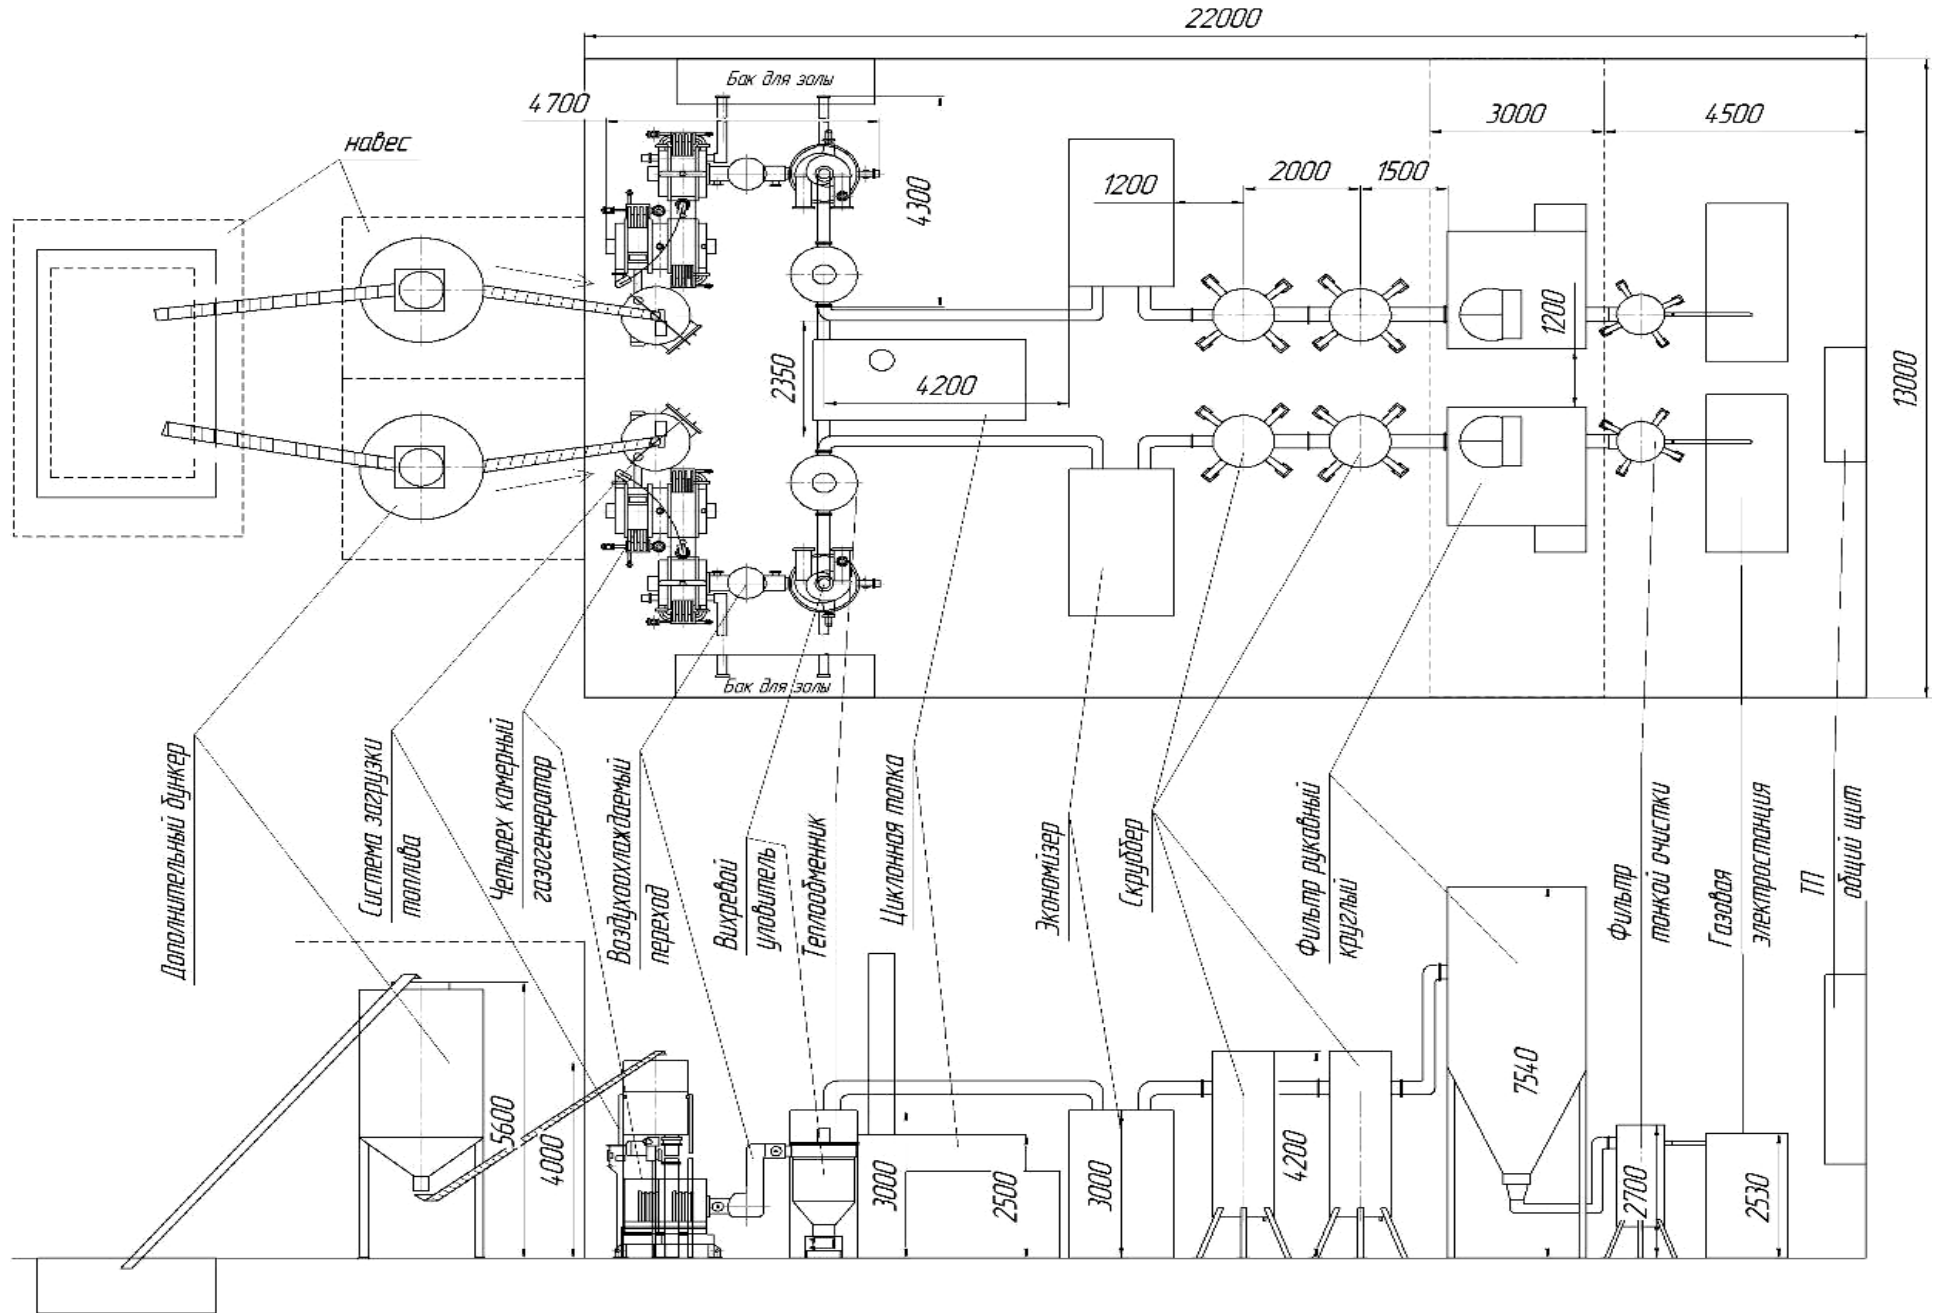 22000
Бак для золы
4700
3000
4500
навес
2000
1500
1200
4300
1200
2350
4200
13000
Бак для золы
Дополнительный бункер
Система загрузки
топлива
Четырех камерный
газогенератор
Воздухоохлаждаемый
переход
Вихревой
уловитель
Теплообменник
Циклонная топка
Экономізер
Скруббер
Фильтр рукавный
круглый
Фильтр
тонкой очистки
Газовая
электростанция
ТП
общий щит
5600
4000
3000
2500
3000
4200
7540
2700
2530